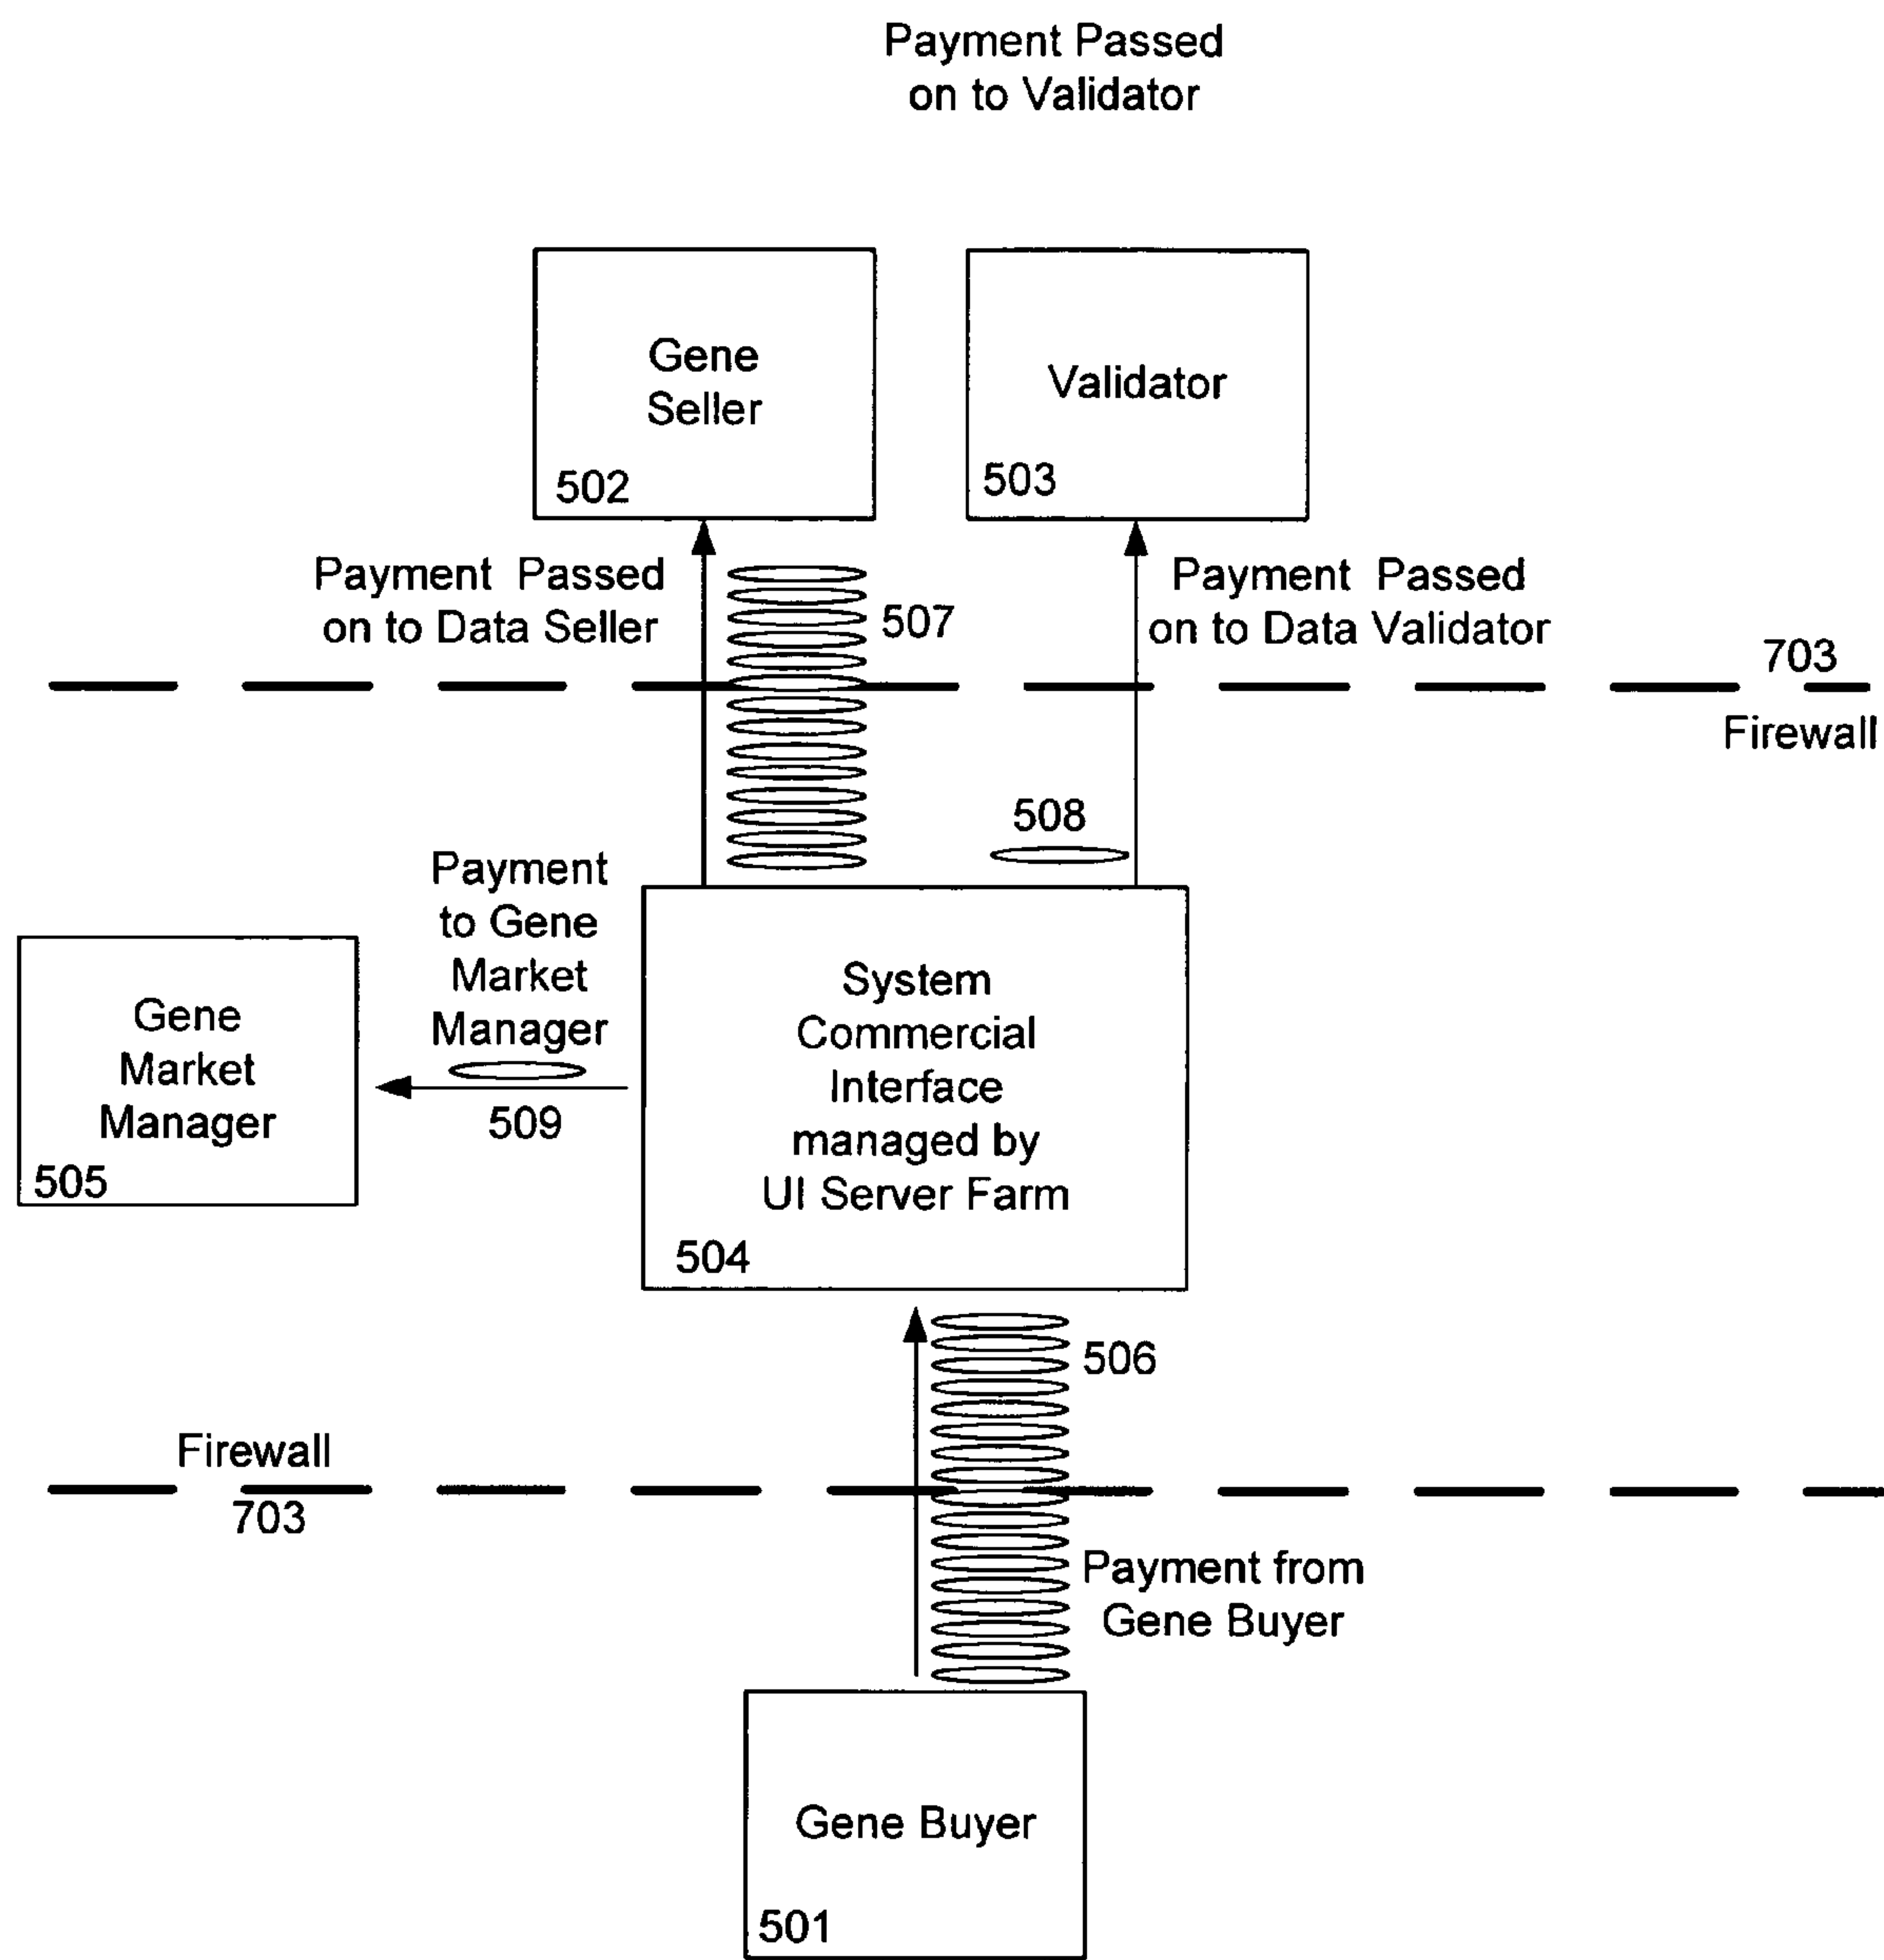 Payment Passed
on to Validator
Gene
Seller
502
Validator
503
Payment Passed
on to Data Seller
507
Payment Passed
on to Data Validator
703
Firewall
508
Payment
to Gene
Market
Manager
509
Gene
Market
Manager
505
System
Commercial
Interface
managed by
UI Server Farm
504
506
Firewall
703
Payment from
Gene Buyer
Gene Buyer
501